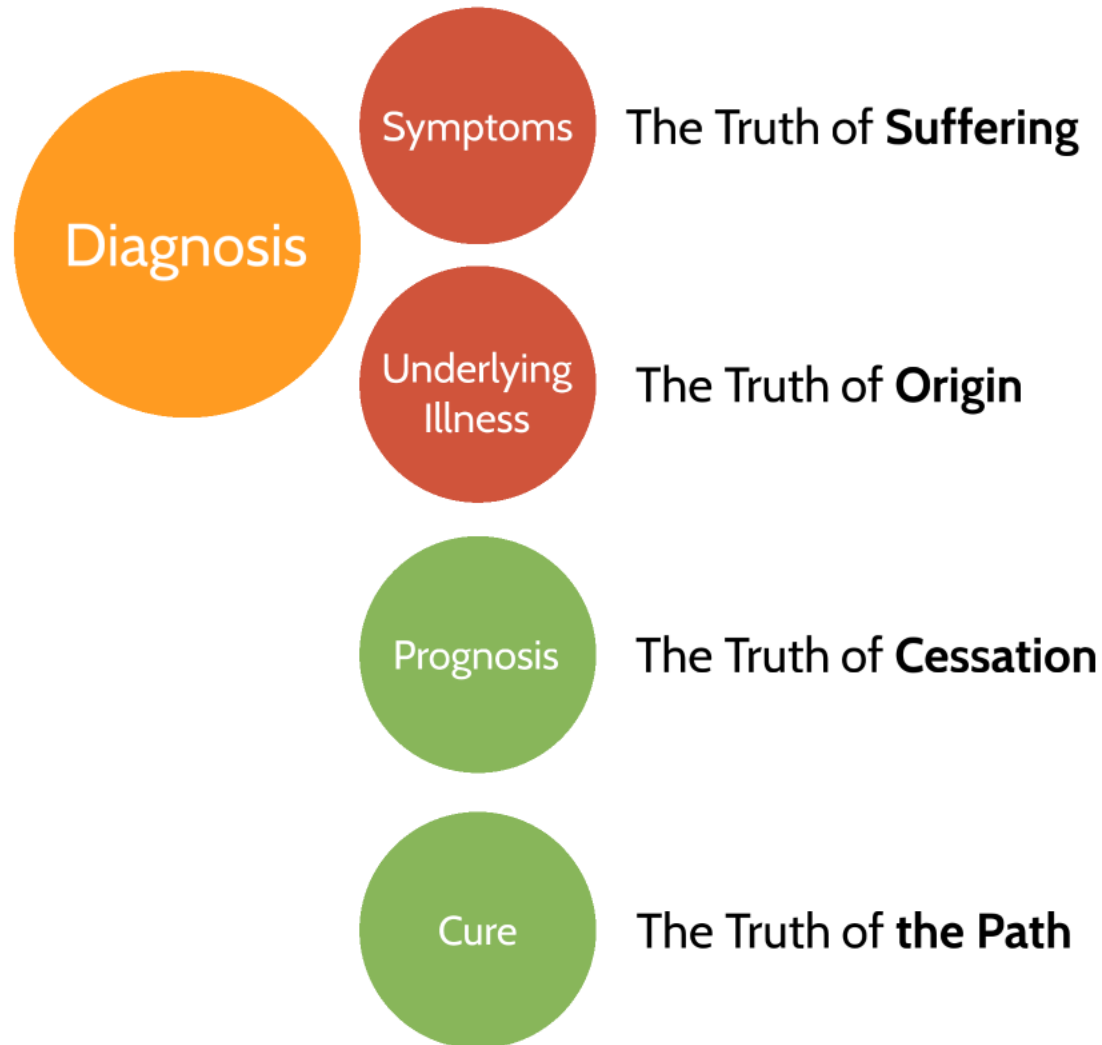 Diagnosis
Symptoms
The Truth of Suffering
Underlying
Illness
The Truth of Origin
Prognosis
The Truth of Cessation
Cure
The Truth of the Path